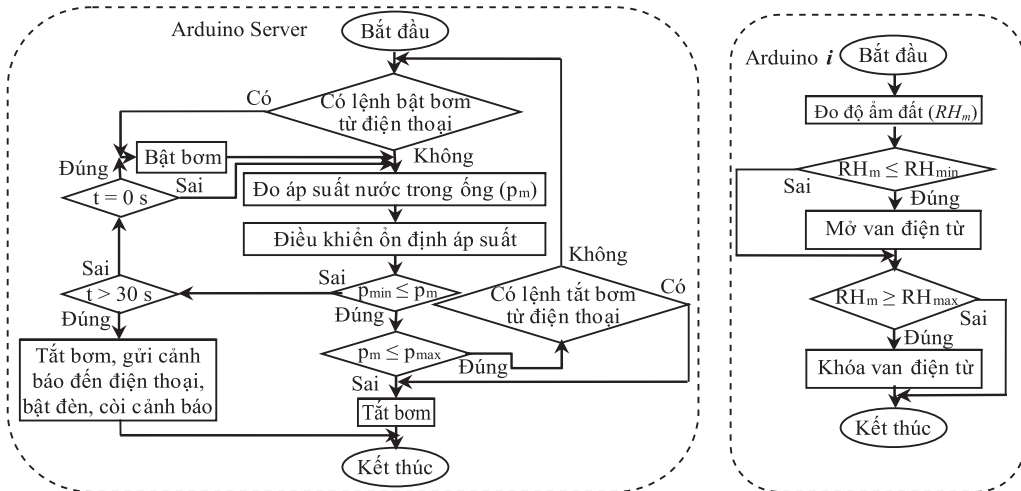 Arduino Server
Bắt đầu
Có
Có lệnh bật bơm
từ điện thoại
Không
Bật bơm
Đúng
Sai
t = 0 s
Đo áp suất nước trong ống (pm)
Điều khiển ổn định áp suất
Không
Sai
Sai
Có
t > 30 s
pmin ≤ pm
Có lệnh tắt bơm
từ điện thoại
Đúng
Đúng
Tắt bơm, gửi cảnh
báo đến điện thoại,
bật đèn, còi cảnh báo
pm ≤ pmax
Đúng
Sai
Tắt bơm
Kết thúc
Arduino i
Bắt đầu
Đo độ ẩm đất (RHm)
RHm ≤ RHmin
Sai
Đúng
Mở van điện từ
RHm ≥ RHmax
Sai
Đúng
Khóa van điện từ
Kết thúc